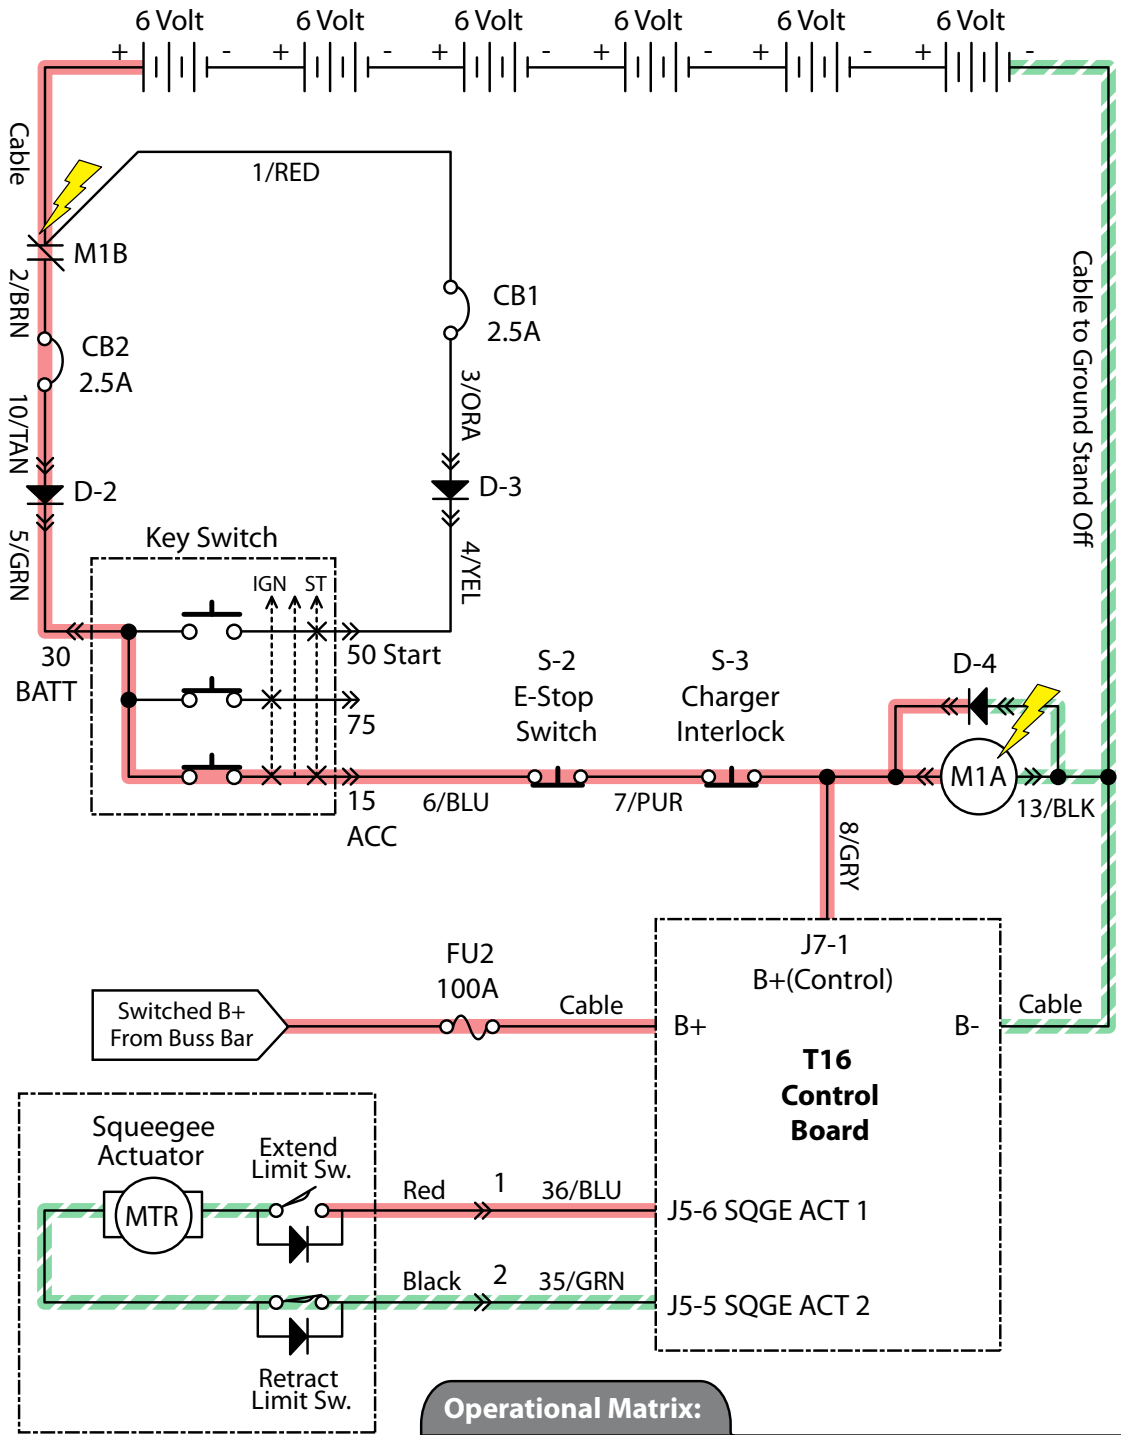 6 Volt 6 Volt 6 Volt 6 Volt 6 Volt 6 Volt
+ - + - + - + - + - + -
Cable
1/RED
M1B
2/BRN
CB1
2.5A
CB2
2.5A
Cable to Ground Stand Off
3/ORA
10/TAN
D-2
D-3
5/GRN
Key Switch
4/YEL
IGN ST
30
BATT
50 Start
75
15
ACC
S-2
E-Stop
Switch
S-3
Charger
Interlock
D-4
M1A
6/BLU
7/PUR
13/BLK
8/GRY
FU2
100A
J7-1
B+(Control)
Switched B+
From Buss Bar
Cable
B+
B-
Cable
T16
Control
Board
Squeegee
Actuator
Extend
Limit Sw.
MTR
Red 1 36/BLU
J5-6 SQGE ACT 1
Black 2 35/GRN
J5-5 SQGE ACT 2
Retract
Limit Sw.
Operational Matrix: